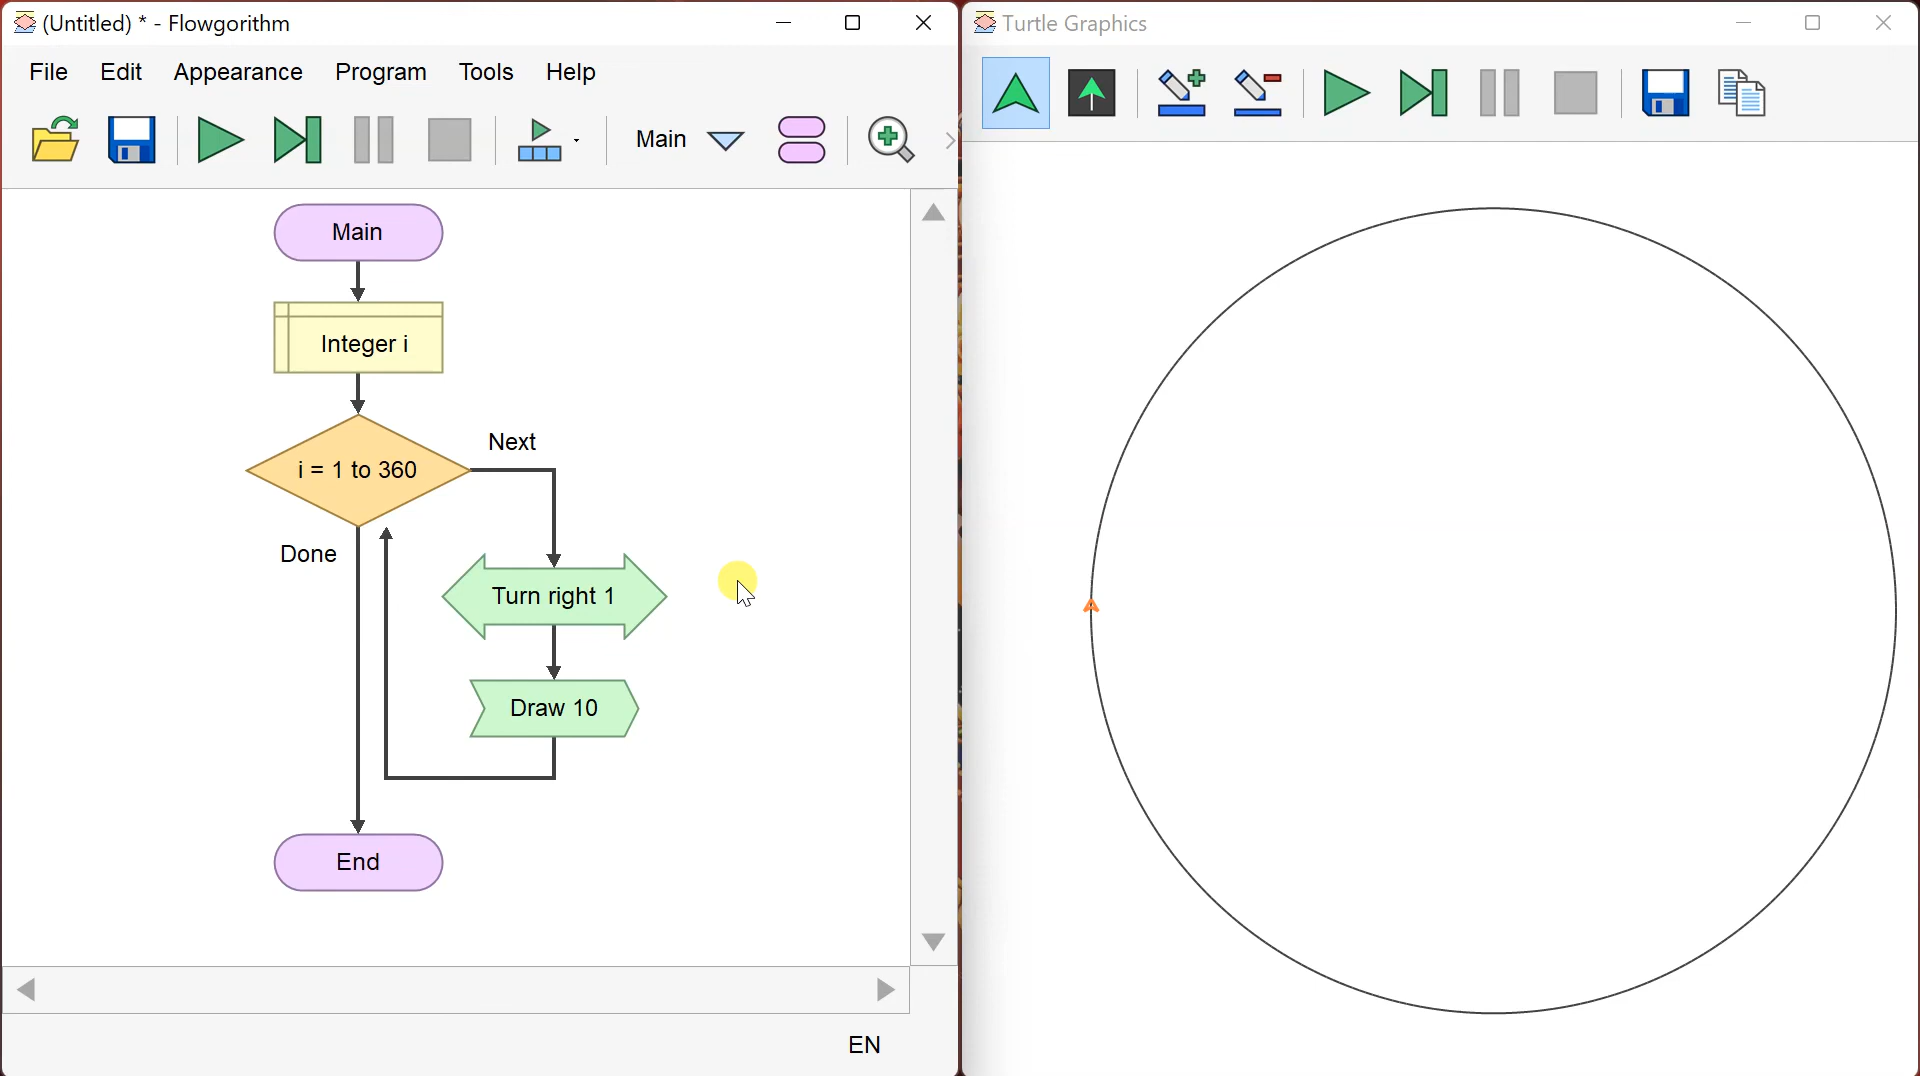 (Untitled) * - Flowgorithm
File Edit Appearance Program Tools Help
Main
Main
Integer i
i = 1 to 360
Next
Done
Turn right 1
Draw 10
End
EN
Turtle Graphics